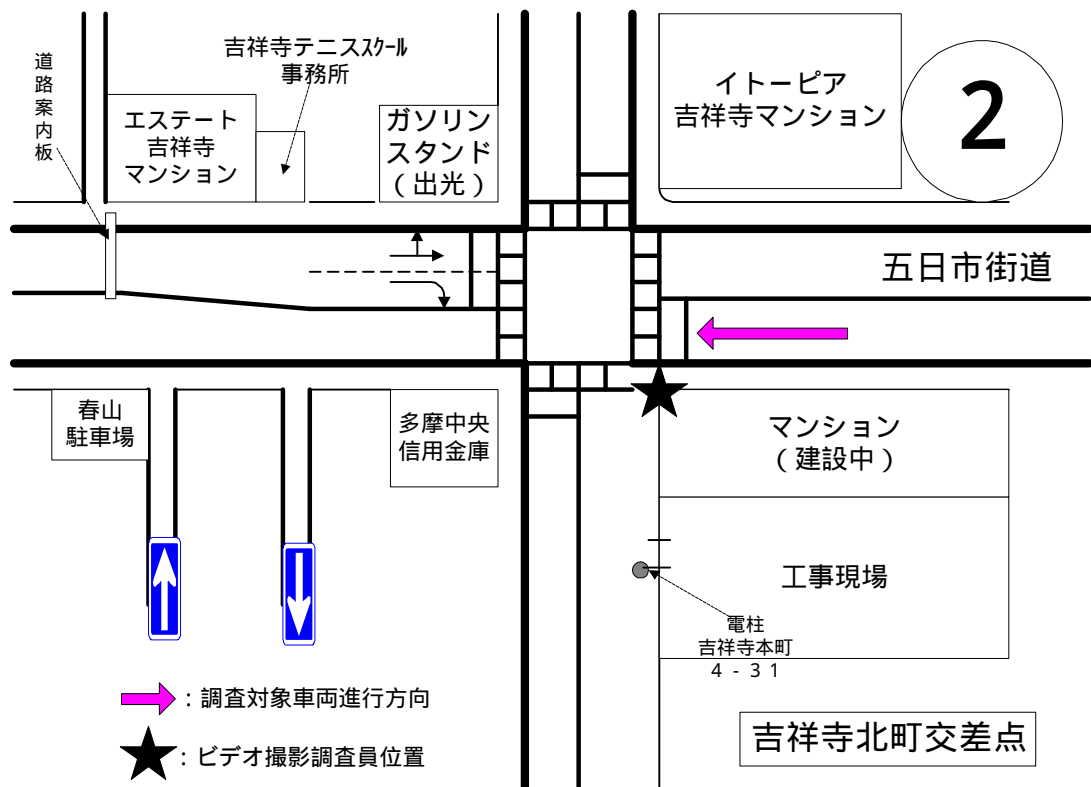 道路案内板
吉祥寺テニススクール
事務所
エステート
吉祥寺
マンション
ガソリン
スタンド
（出光）
イトーピア
吉祥寺マンション
2
五日市街道
春山
駐車場
多摩中央
信用金庫
マンション
（建設中）
工事現場
電柱
吉祥寺本町
4-31
：調査対象車両進行方向
：ビデオ撮影調査員位置
吉祥寺北町交差点